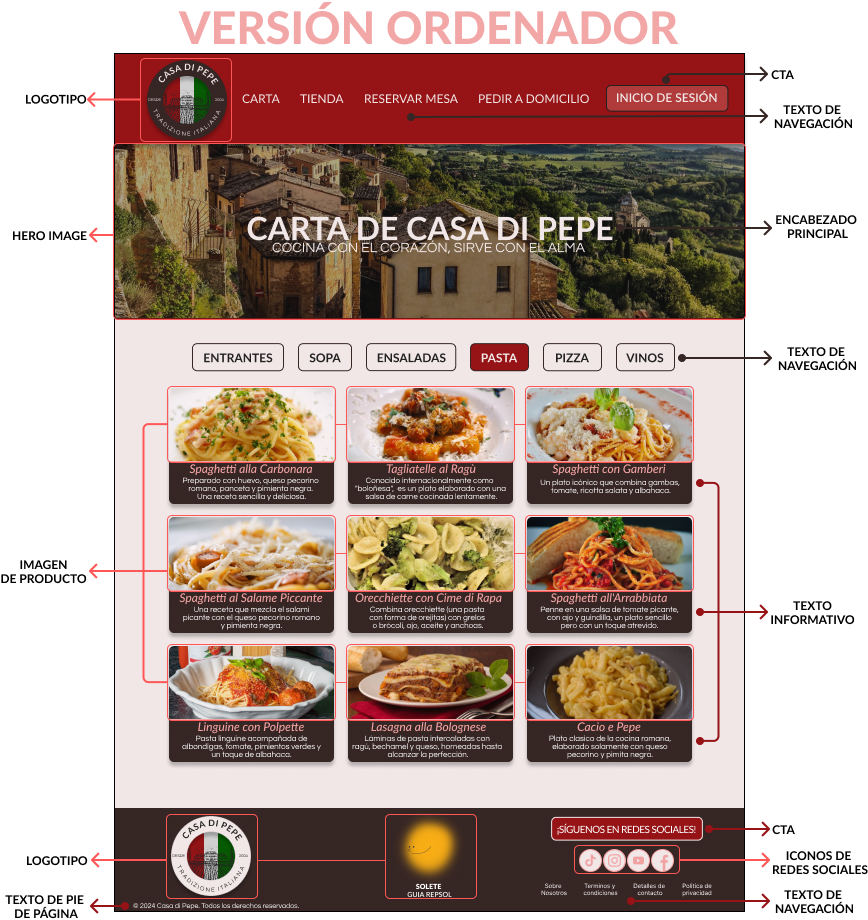 VERSIÓN ORDENADOR
LOGOTIPO
CASA DI PEPE
DESDE 2001
TRADIZIONE ITALIANA
CARTA TIENDA RESERVAR MESA PEDIR A DOMICILIO INICIO DE SESIÓN
CTA
TEXTO DE
NAVEGACIÓN
HERO IMAGE
CARTA DE CASA DI PEPE
COCINA CON EL CORAZÓN, SIRVE CON EL ALMA
ENCABEZADO
PRINCIPAL
ENTRANTES SOPA ENSALADAS PASTA PIZZA VINOS
TEXTO DE
NAVEGACIÓN
Spaghetti alla Carbonara
Preparado con huevo, queso pecorino
romano, panceta y pimienta negra.
Una receta sencilla y deliciosa.
Tagliatelle al Ragù
Conocido internacionalmente como
"boloñesa", es un plato elaborado con una
salsa de carne cocinada lentamente.
Spaghetti con Gamberi
Un plato icónico que combina gambas,
tomate, ricotta salata y albahaca.
IMAGEN
DE PRODUCTO
Spaghetti al Salame Piccante
Una receta que mezcla el salami
picante con el queso pecorino romano
y pimienta negra.
Orecchiette con Cime di Rapa
Combina orecchiette (una pasta
con forma de orejitas) con grelos
o brócoli, ajo, aceite y anchoas.
Spaghetti all'Arrabbiata
Penne en una salsa de tomate picante,
con ajo y guindilla, un plato sencillo
pero con un toque atrevido.
TEXTO
INFORMATIVO
Linguine con Polpette
Pasta linguine acompañada de
albondigas, tomate, pimientos verdes y
un toque de albahaca.
Lasagna alla Bolognese
Láminas de pasta intercaladas con
ragú, bechamel y queso, horneadas hasta
alcanzar la perfección.
Cacio e Pepe
Plato clasico de la cocina romana,
elaborado solamente con queso
pecorino y pimita negra.
LOGOTIPO
CASA DI PEPE
DESDE 2001
TRADIZIONE ITALIANA
SOLETE
GUIA REPSOL
¡SÍGUENOS EN REDES SOCIALES!
CTA
ICONOS DE
REDES SOCIALES
Sobre
Nosotros
Terminos y
condiciones
Detalles de
contacto
Politica de
privacidad
TEXTO DE
NAVEGACIÓN
TEXTO DE PIE
DE PÁGINA
© 2024 Casa di Pepe. Todos los derechos reservados.